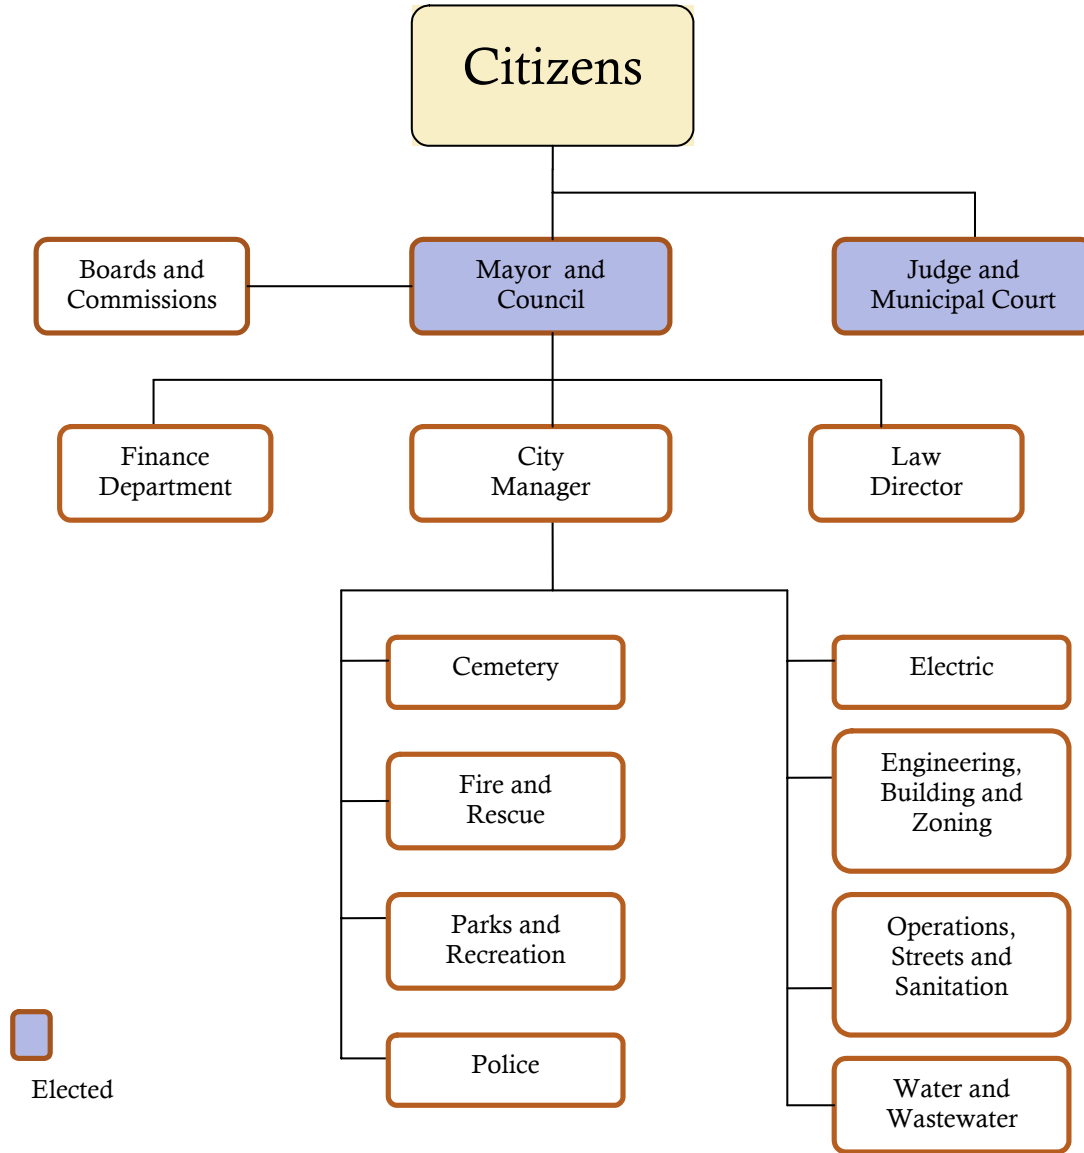 Citizens
Boards and
Commissions
Mayor and
Council
Judge and
Municipal Court
Finance
Department
City
Manager
Law
Director
Cemetery
Fire and
Rescue
Parks and
Recreation
Police
Electric
Engineering,
Building and
Zoning
Operations,
Streets and
Sanitation
Water and
Wastewater
Elected